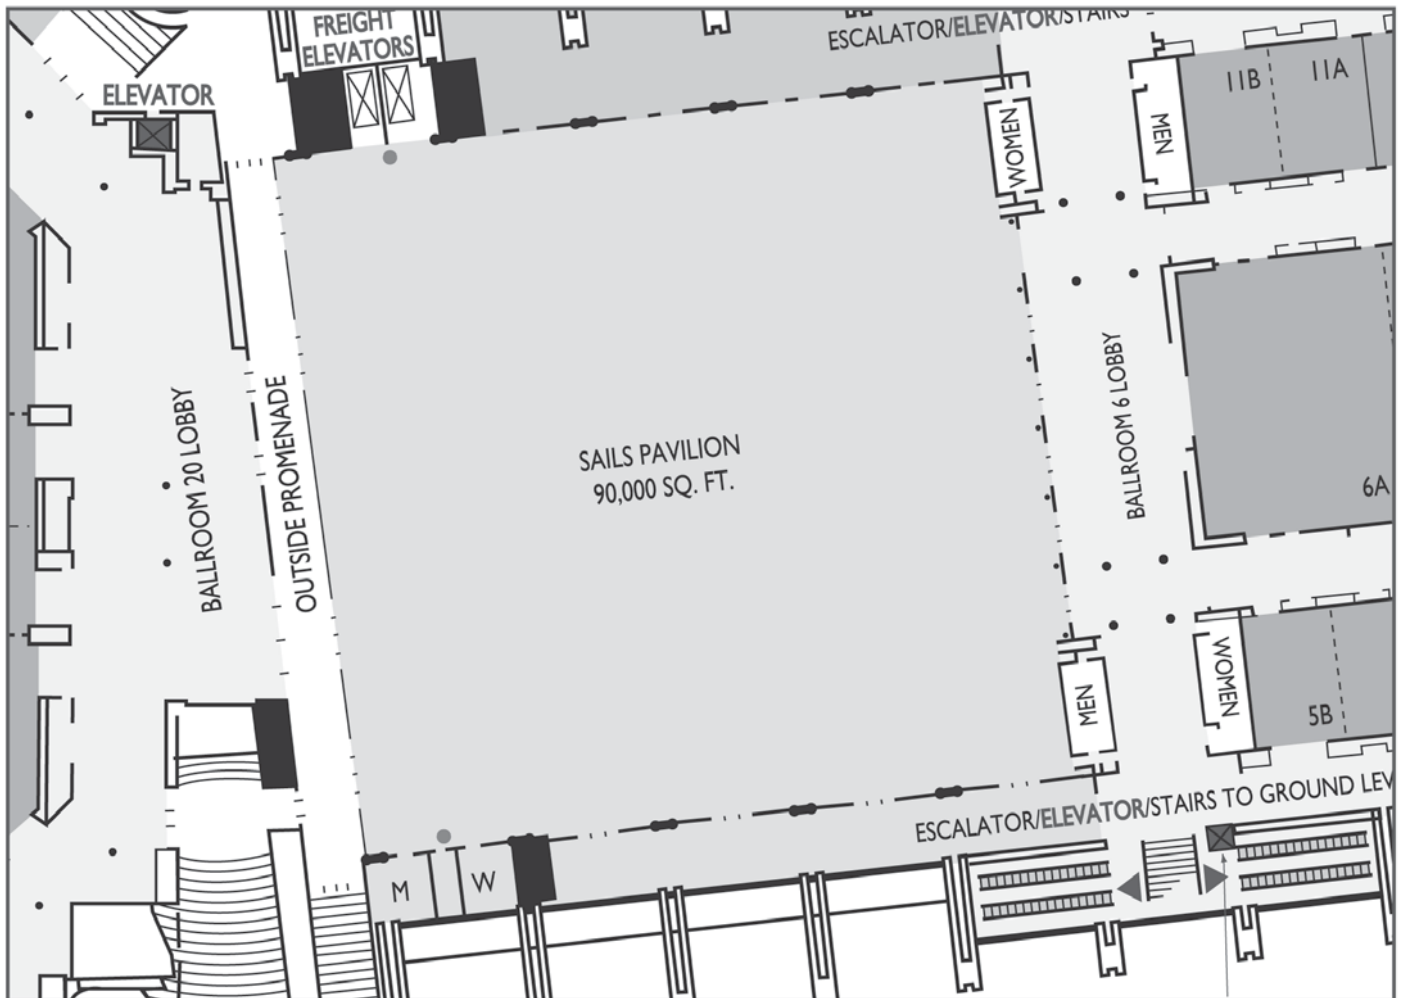 FREIGHT
ELEVATORS
ESCALATOR/ELEVATOR/STAIRS
ELEVATOR
11B
11A
WOMEN
MEN
BALLROOM 20 LOBBY
OUTSIDE PROMENADE
SAILS PAVILION
90,000 SQ. FT.
BALLROOM 6 LOBBY
6A
MEN
WOMEN
5B
ESCALATOR/ELEVATOR/STAIRS TO GROUND LEV
M
W